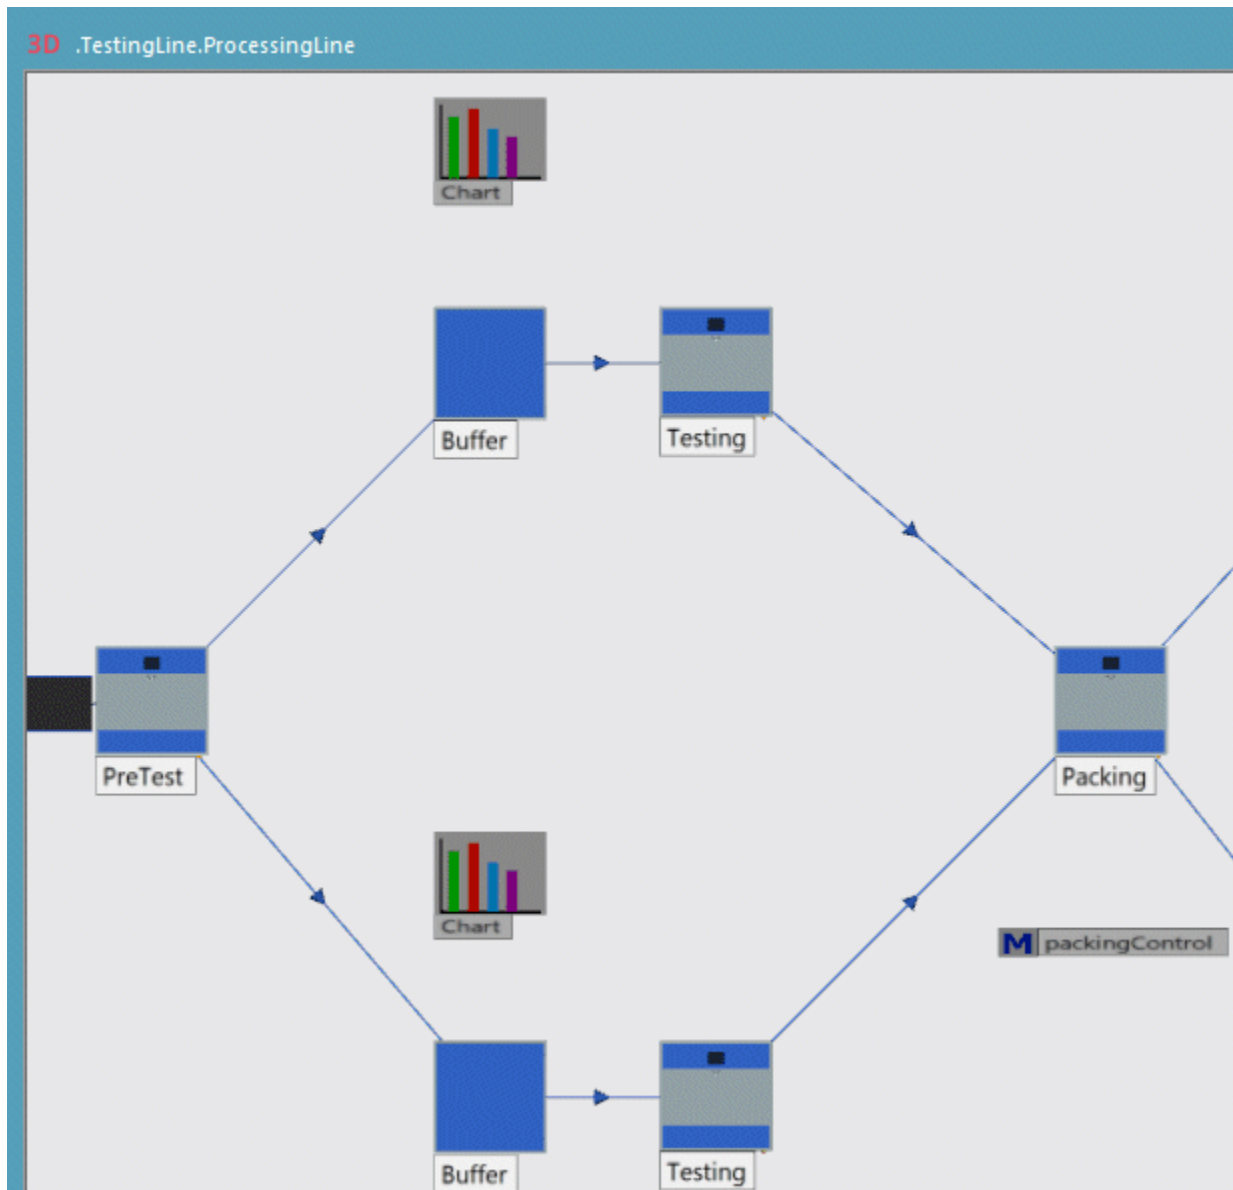 3D .TestingLine.ProcessingLine
Chart
Buffer
Testing
PreTest
Packing
Chart
M packingControl
Buffer
Testing